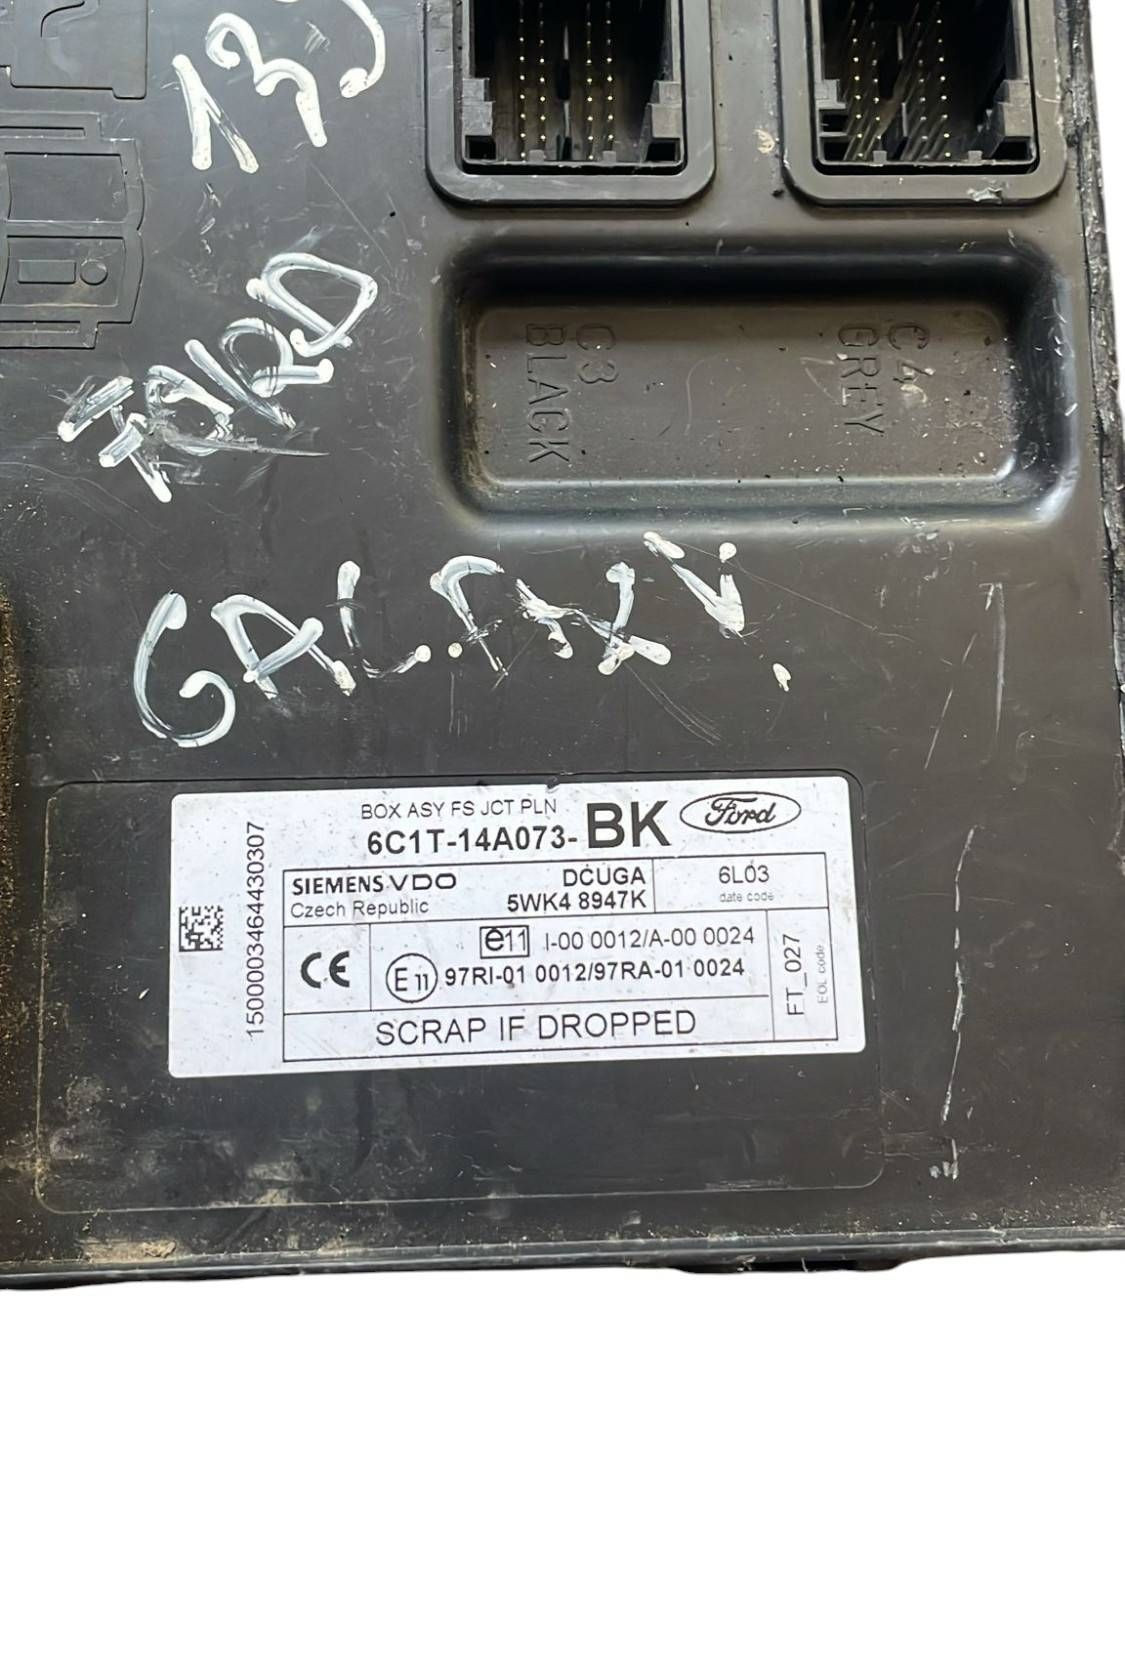 139
FORD
C3
BLACK
C4
GREY
GALAXY
BOX ASY FS JCT PLN
6C1T-14A073-BK
Ford
SIEMENS VDO
Czech Republic
DCUGA
5WK4 8947K
6L03
date code
e11 I-00 0012/A-00 0024
CE
E11 97RI-01 0012/97RA-01 0024
SCRAP IF DROPPED
FT_027
EOL code
1500003464430307